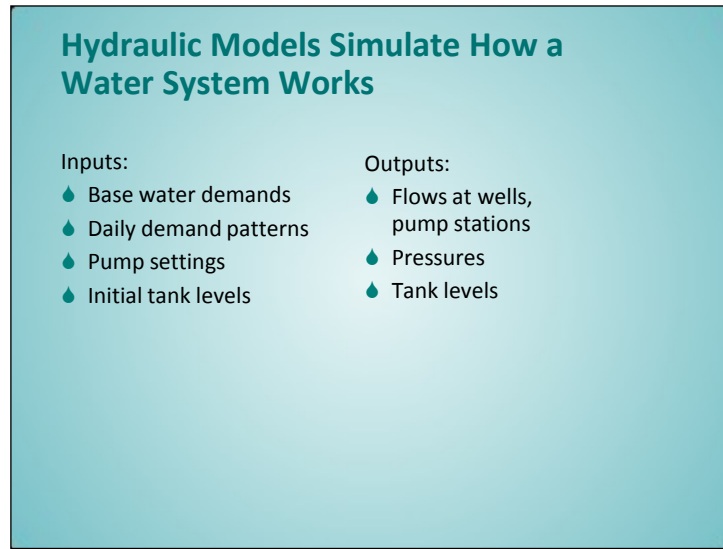 Hydraulic Models Simulate How a
Water System Works
Inputs:
Base water demands
Daily demand patterns
Pump settings
Initial tank levels
Outputs:
Flows at wells,
pump stations
Pressures
Tank levels